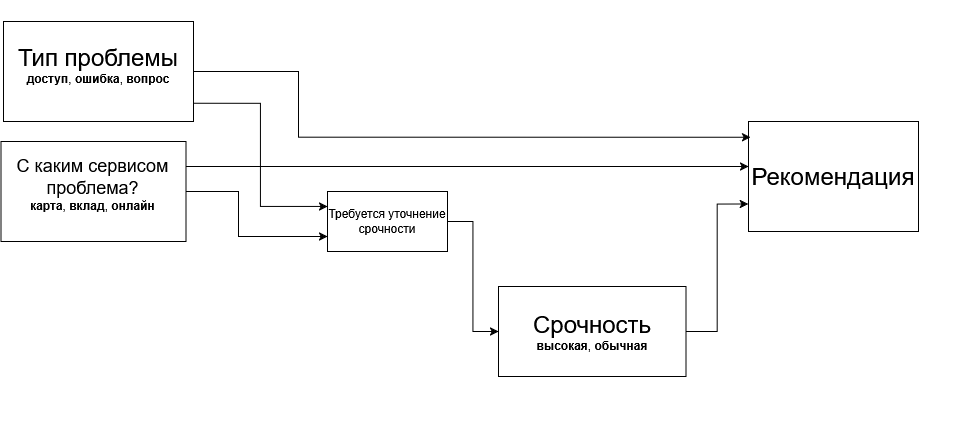 Тип проблемы
доступ, ошибка, вопрос
С каким сервисом
проблема?
карта, вклад, онлайн
Требуется уточнение
срочности
Рекомендация
Срочность
высокая, обычная